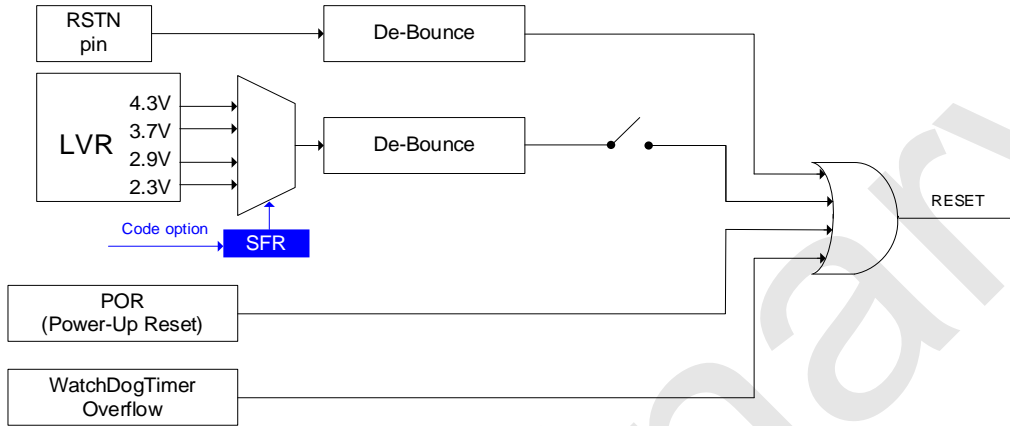 RSTN
pin
De-Bounce
4.3V
3.7V
LVR
2.9V
2.3V
De-Bounce
Code option
SFR
RESET
POR
(Power-Up Reset)
WatchDogTimer
Overflow